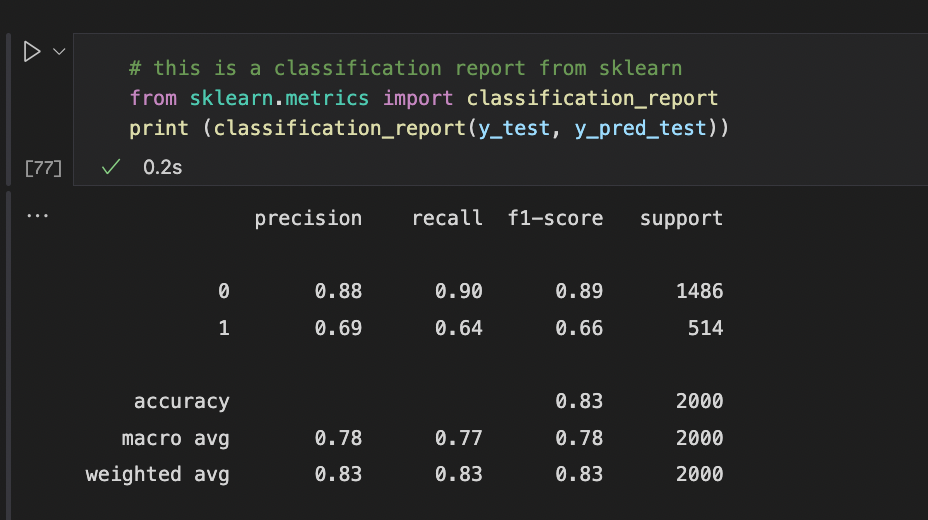 # this is a classification report from sklearn
from sklearn.metrics import classification_report
print (classification_report(y_test, y_pred_test))
[77] 0.2s
... precision recall f1-score support
0 0.88 0.90 0.89 1486
1 0.69 0.64 0.66 514
accuracy 0.83 2000
macro avg 0.78 0.77 0.78 2000
weighted avg 0.83 0.83 0.83 2000